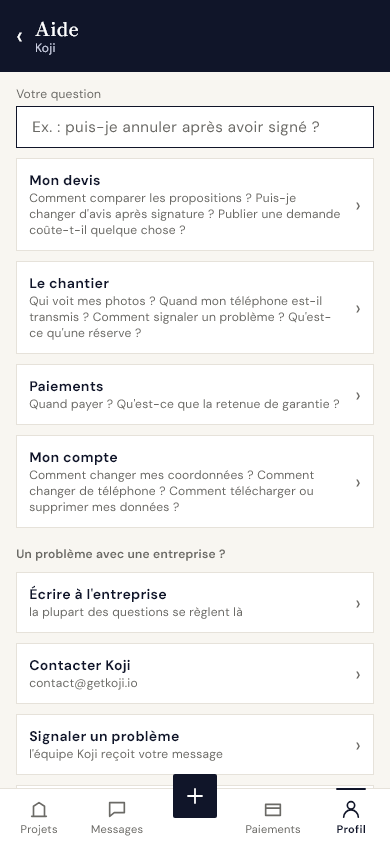 Aide
Koji
Votre question
Ex. : puis-je annuler après avoir signé ?
Mon devis
Comment comparer les propositions ? Puis-je
changer d'avis après signature ? Publier une demande
coûte-t-il quelque chose ?
Le chantier
Qui voit mes photos ? Quand mon téléphone est-il
transmis ? Comment signaler un problème ? Qu'est-
ce qu'une réserve ?
Paiements
Quand payer ? Qu'est-ce que la retenue de garantie ?
Mon compte
Comment changer mes coordonnées ? Comment
changer de téléphone ? Comment télécharger ou
supprimer mes données ?
Un problème avec une entreprise ?
Écrire à l'entreprise
la plupart des questions se règlent là
Contacter Koji
contact@getkoji.io
Signaler un problème
l'équipe Koji reçoit votre message
Projets
Messages
Paiements
Profil